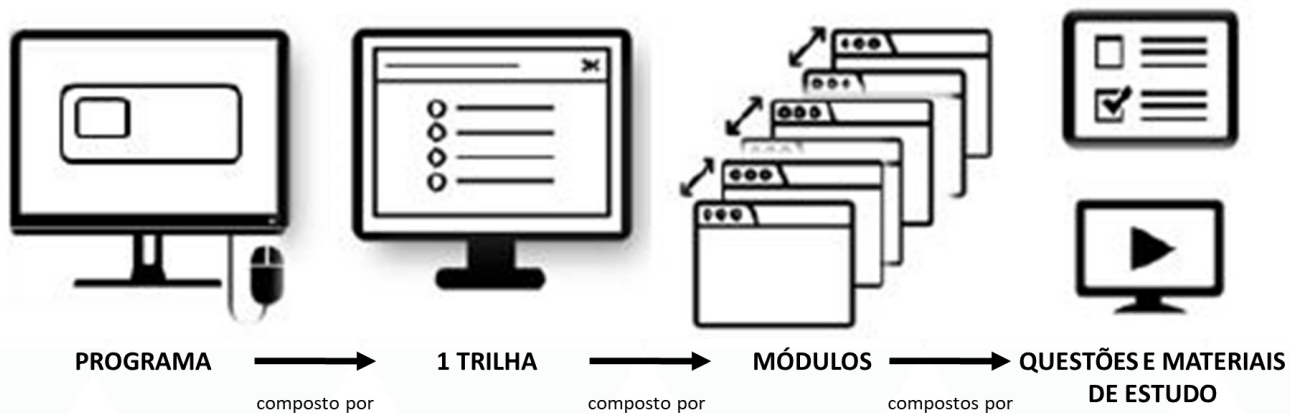 PROGRAMA
1 TRILHA
MÓDULOS
QUESTÕES E MATERIAIS
DE ESTUDO
composto por
composto por
compostos por